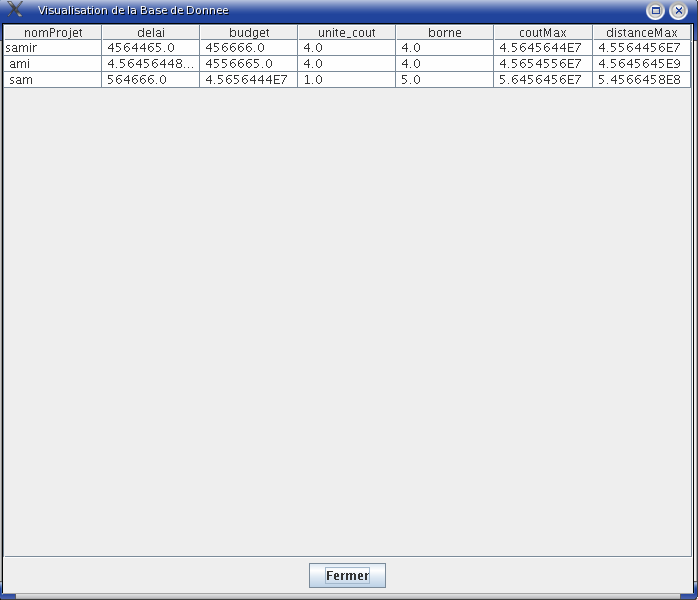 Visualisation de la Base de Donnee
nomProjet delai budget unite_cout borne coutMax distanceMax
samir 4564465.0 456666.0 4.0 4.0 4.5645644E7 4.5564456E7
ami 4.56456448... 4556665.0 4.0 4.0 4.5654556E7 4.5645645E9
sam 564666.0 4.5656444E7 1.0 5.0 5.6456456E7 5.4566458E8
Fermer